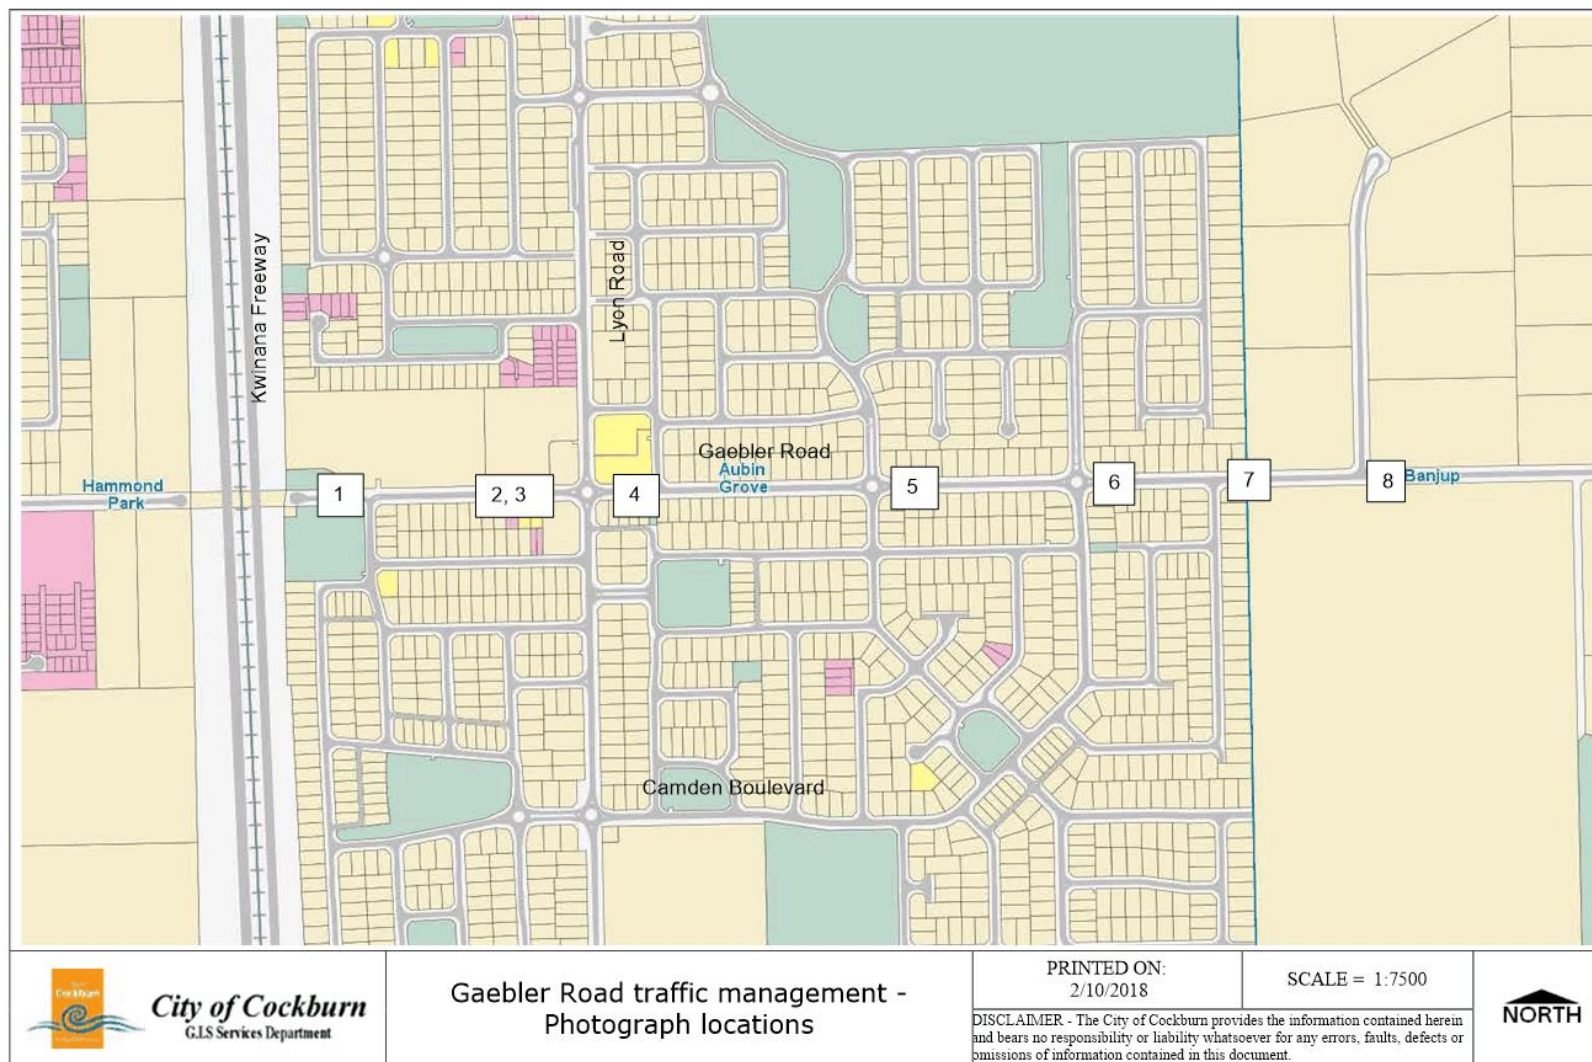 Kwinana Freeway
Lyon Road
Gaebler Road
Aubin
Grove
Hammond
Park
1
2, 3
4
5
6
7
8
Banjup
Camden Boulevard
Cockburn
City of Cockburn
G.I.S Services Department
Gaebler Road traffic management -
Photograph locations
PRINTED ON:
2/10/2018
SCALE = 1:7500
DISCLAIMER - The City of Cockburn provides the information contained herein
and bears no responsibility or liability whatsoever for any errors, faults, defects or
omissions of information contained in this document.
NORTH